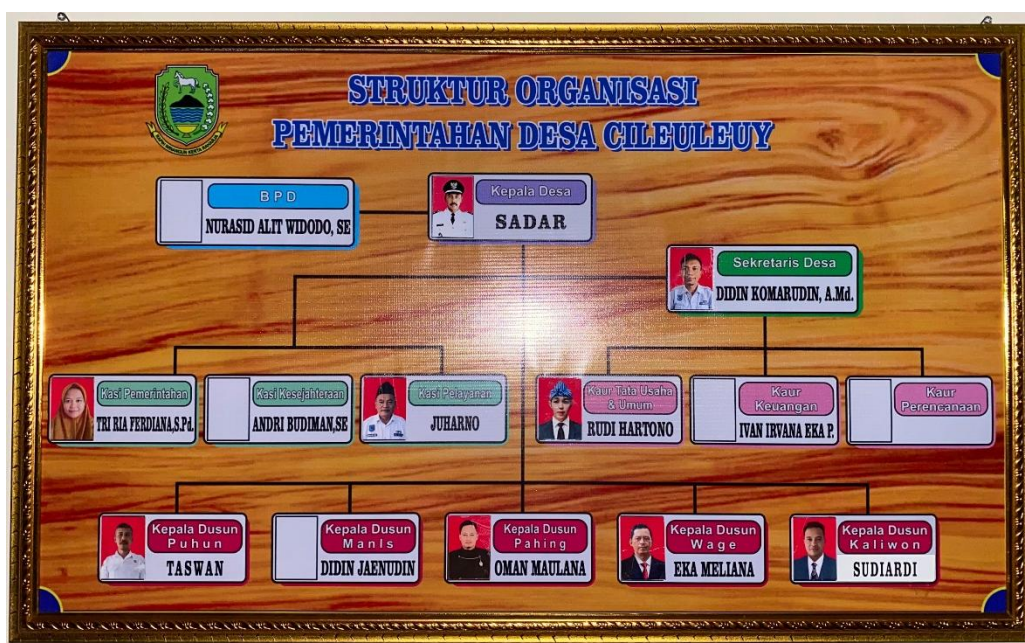 STRUKTUR ORGANISASI
PEMERINTAHAN DESA CILEULEUY
B P D
NURASID ALIT WIDODO, SE
Kepala Desa
SADAR
Sekretaris Desa
DIDIN KOMARUDIN, A.Md.
Kasi Pemerintahan
TRI RIA FERDIANA,S.Pd.
Kasi Kesejahteraan
ANDRI BUDIMAN,SE
Kasi Pelayanan
JUHARNO
Kaur Tata Usaha
& Umum
RUDI HARTONO
Kaur
Keuangan
IVAN IRVANA EKA P.
Kaur
Perencanaan
Kepala Dusun
Puhun
TASWAN
Kepala Dusun
ManIs
DIDIN JAENUDIN
Kepala Dusun
Pahing
OMAN MAULANA
Kepala Dusun
Wage
EKA MELIANA
Kepala Dusun
Kaliwon
SUDIARDI